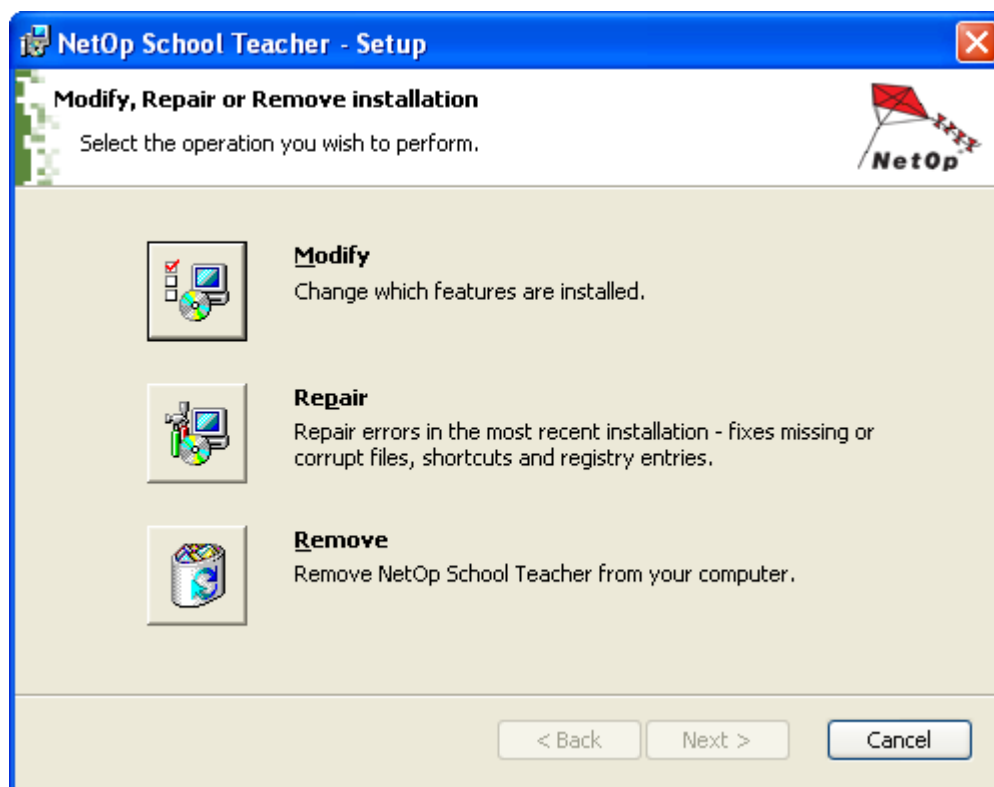 NetOp School Teacher - Setup
Modify, Repair or Remove installation
Select the operation you wish to perform.
NetOp
Modify
Change which features are installed.
Repair
Repair errors in the most recent installation - fixes missing or
corrupt files, shortcuts and registry entries.
Remove
Remove NetOp School Teacher from your computer.
< Back
Next >
Cancel